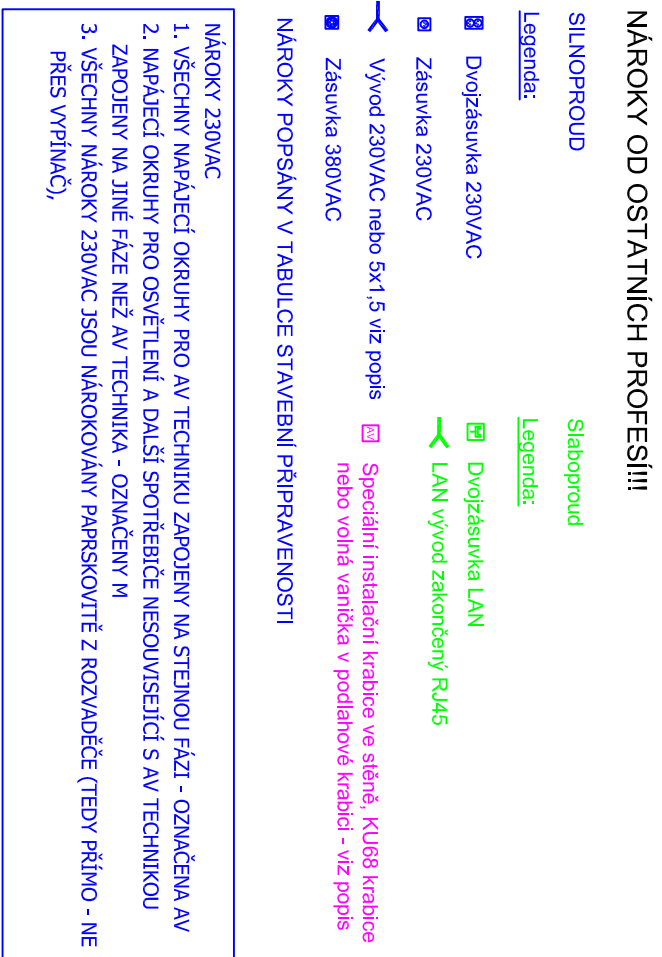 NÁROKY OD OSTATNÍCH PROFESÍ!!!
SILNOPROUD
Legenda:
Dvojzásuvka 230VAC
Zásuvka 230VAC
Vývod 230VAC nebo 5x1,5 viz popis
Zásuvka 380VAC
Slaboproud
Legenda:
Dvojzásuvka LAN
LAN vývod zakončený RJ45
AV
Speciální instalační krabice ve stěně, KU68 krabice
nebo volná vanička v podlahové krabici - viz popis
NÁROKY POPSÁNY V TABULCE STAVEBNÍ PŘIPRAVENOSTI
NÁROKY 230VAC
1. VŠECHNY NAPÁJECÍ OKRUHY PRO AV TECHNIKU ZAPOJENY NA STEJNOU FÁZI - OZNAČENA AV
2. NAPÁJECÍ OKRUHY PRO OSVĚTLENÍ A DALŠÍ SPOTŘEBIČE NESOUVISEJÍCÍ S AV TECHNIKOU
ZAPOJENY NA JINÉ FÁZE NEŽ AV TECHNIKA - OZNAČENY M
3. VŠECHNY NÁROKY 230VAC JSOU NÁROKOVÁNY PAPRSKOVITĚ Z ROZVADĚČE (TEDY PŘÍMO - NE
PŘES VYPÍNAČ),